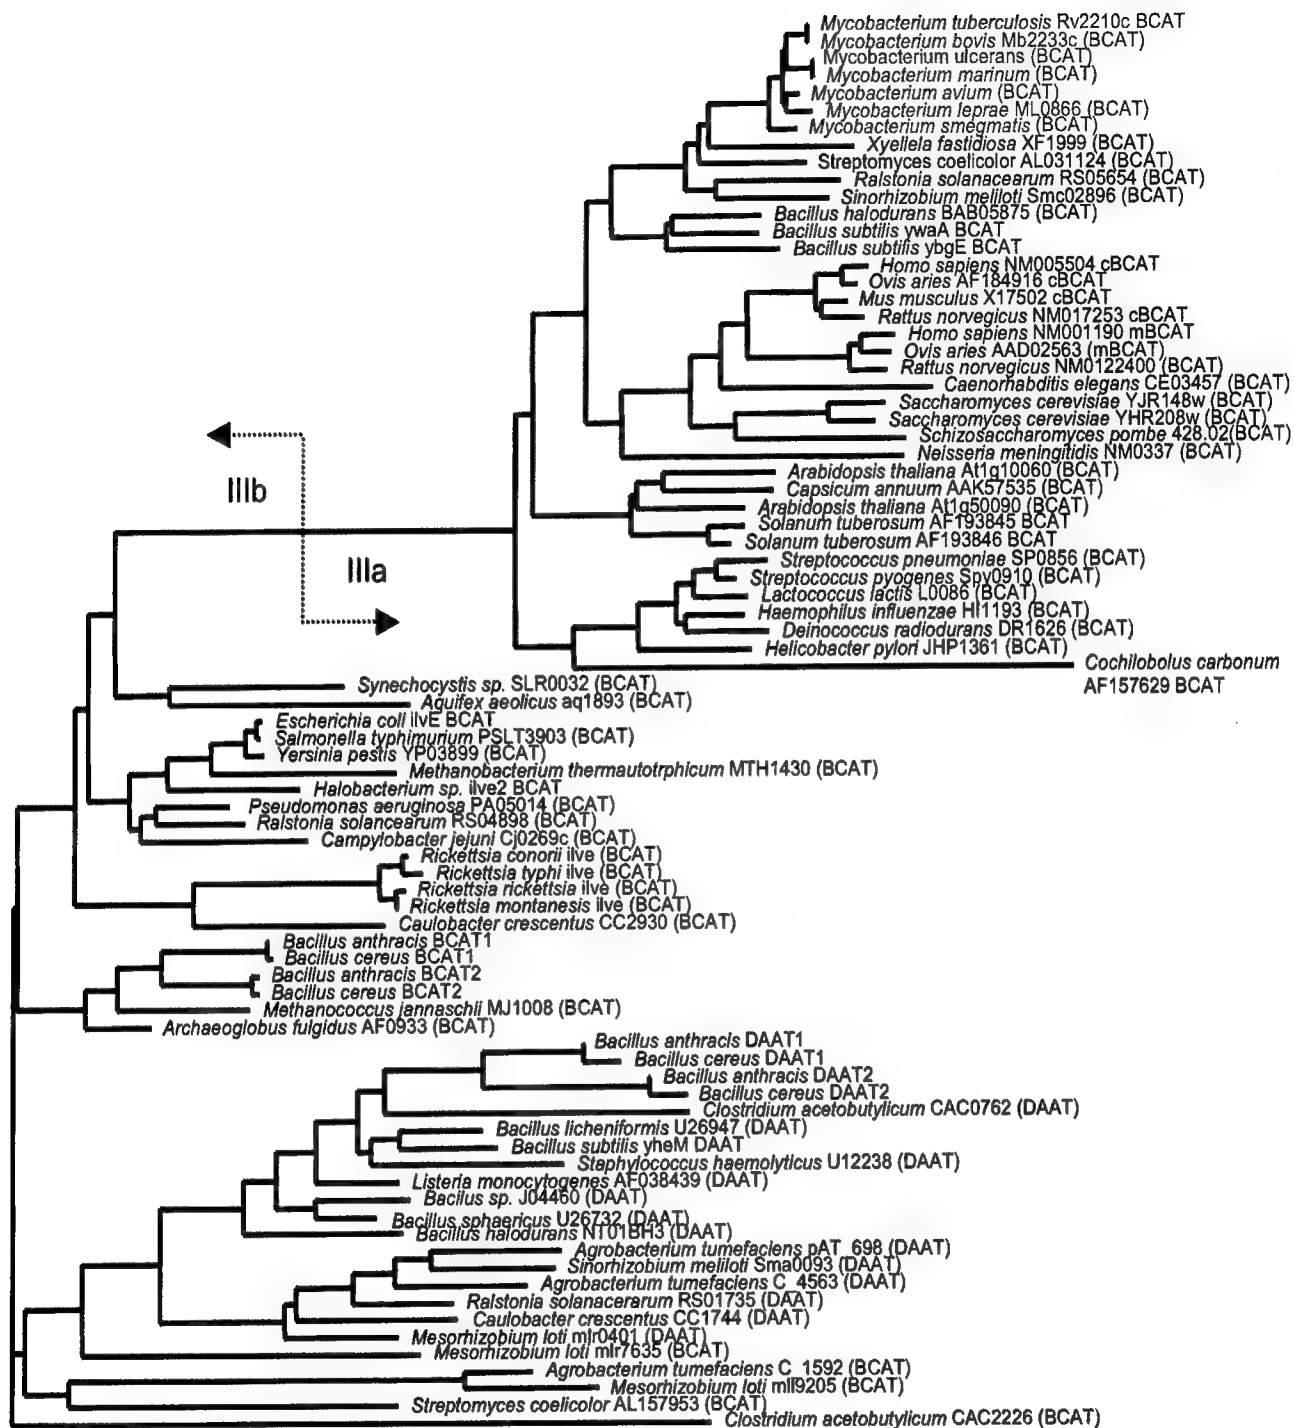 Mycobacterium tuberculosis Rv2210c BCAT
Mycobacterium bovis Mb2233c (BCAT)
Mycobacterium ulcerans (BCAT)
Mycobacterium marinum (BCAT)
Mycobacterium avium (BCAT)
Mycobacterium leprae ML0866 (BCAT)
Mycobacterium smegmatis (BCAT)
Xyellela fastidiosa XF1999 (BCAT)
Streptomyces coelicolor AL031124 (BCAT)
Ralstonia solanacearum RS05654 (BCAT)
Sinorhizobium meliloti Smc02896 (BCAT)
Bacillus halodurans BAB05875 (BCAT)
Bacillus subtilis ywaA BCAT
Bacillus subtilis ybgE BCAT
Homo sapiens NM005504 cBCAT
Ovis aries AF184916 cBCAT
Mus musculus X17502 cBCAT
Rattus norvegicus NM017253 cBCAT
Homo sapiens NM001190 mBCAT
Ovis aries AAD02563 (mBCAT)
Rattus norvegicus NM0122400 (BCAT)
Caenorhabditis elegans CE03457 (BCAT)
Saccharomyces cerevisiae YJR148w (BCAT)
Saccharomyces cerevisiae YHR208w (BCAT)
Schizosaccharomyces pombe 428.02(BCAT)
Neisseria meningitidis NM0337 (BCAT)
Arabidopsis thaliana At1g10060 (BCAT)
Capsicum annuum AAK57535 (BCAT)
Arabidopsis thaliana At1g50090 (BCAT)
Solanum tuberosum AF193845 BCAT
Solanum tuberosum AF193846 BCAT
Streptococcus pneumoniae SP0856 (BCAT)
Streptococcus pyogenes Spy0910 (BCAT)
Lactococcus lactis L0086 (BCAT)
Haemophilus influenzae HI1193 (BCAT)
Deinococcus radiodurans DR1626 (BCAT)
Helicobacter pylori JHP1361 (BCAT)
Cochilobolus carbonum
AF157629 BCAT
IIIb
IIIa
Synechocystis sp. SLR0032 (BCAT)
Aquifex aeolicus aq1893 (BCAT)
Escherichia coli ilvE BCAT
Salmonella typhimurium PSLT3903 (BCAT)
Yersinia pestis YP03899 (BCAT)
Methanobacterium thermautotrphicum MTH1430 (BCAT)
Halobacterium sp. ilve2 BCAT
Pseudomonas aeruginosa PA05014 (BCAT)
Ralstonia solancearum RS04898 (BCAT)
Campylobacter jejuni Cj0269c (BCAT)
Rickettsia conorii ilve (BCAT)
Rickettsia typhi ilve (BCAT)
Rickettsia rickettsia ilve (BCAT)
Rickettsia montanesis ilve (BCAT)
Caulobacter crescentus CC2930 (BCAT)
Bacillus anthracis BCAT1
Bacillus cereus BCAT1
Bacillus anthracis BCAT2
Bacillus cereus BCAT2
Methanococcus jannaschii MJ1008 (BCAT)
Archaeoglobus fulgidus AF0933 (BCAT)
Bacillus anthracis DAAT1
Bacillus cereus DAAT1
Bacillus anthracis DAAT2
Bacillus cereus DAAT2
Clostridium acetobutylicum CAC0762 (DAAT)
Bacillus licheniformis U26947 (DAAT)
Bacillus subtilis yheM DAAT
Staphylococcus haemolyticus U12238 (DAAT)
Listeria monocytogenes AF038439 (DAAT)
Bacilus sp. J04460 (DAAT)
Bacillus sphaericus U26732 (DAAT)
Bacillus halodurans NT01BH3 (DAAT)
Agrobacterium tumefaciens pAT_698 (DAAT)
Sinorhizobium meliloti Sma0093 (DAAT)
Agrobacterium tumefaciens C_4563 (DAAT)
Ralstonia solanacerarum RS01735 (DAAT)
Caulobacter crescentus CC1744 (DAAT)
Mesorhizobium loti mlr0401 (DAAT)
Mesorhizobium loti mlr7635 (BCAT)
Agrobacterium tumefaciens C_1592 (BCAT)
Mesorhizobium loti mll9205 (BCAT)
Streptomyces coelicolor AL157953 (BCAT)
Clostridium acetobutylicum CAC2226 (BCAT)